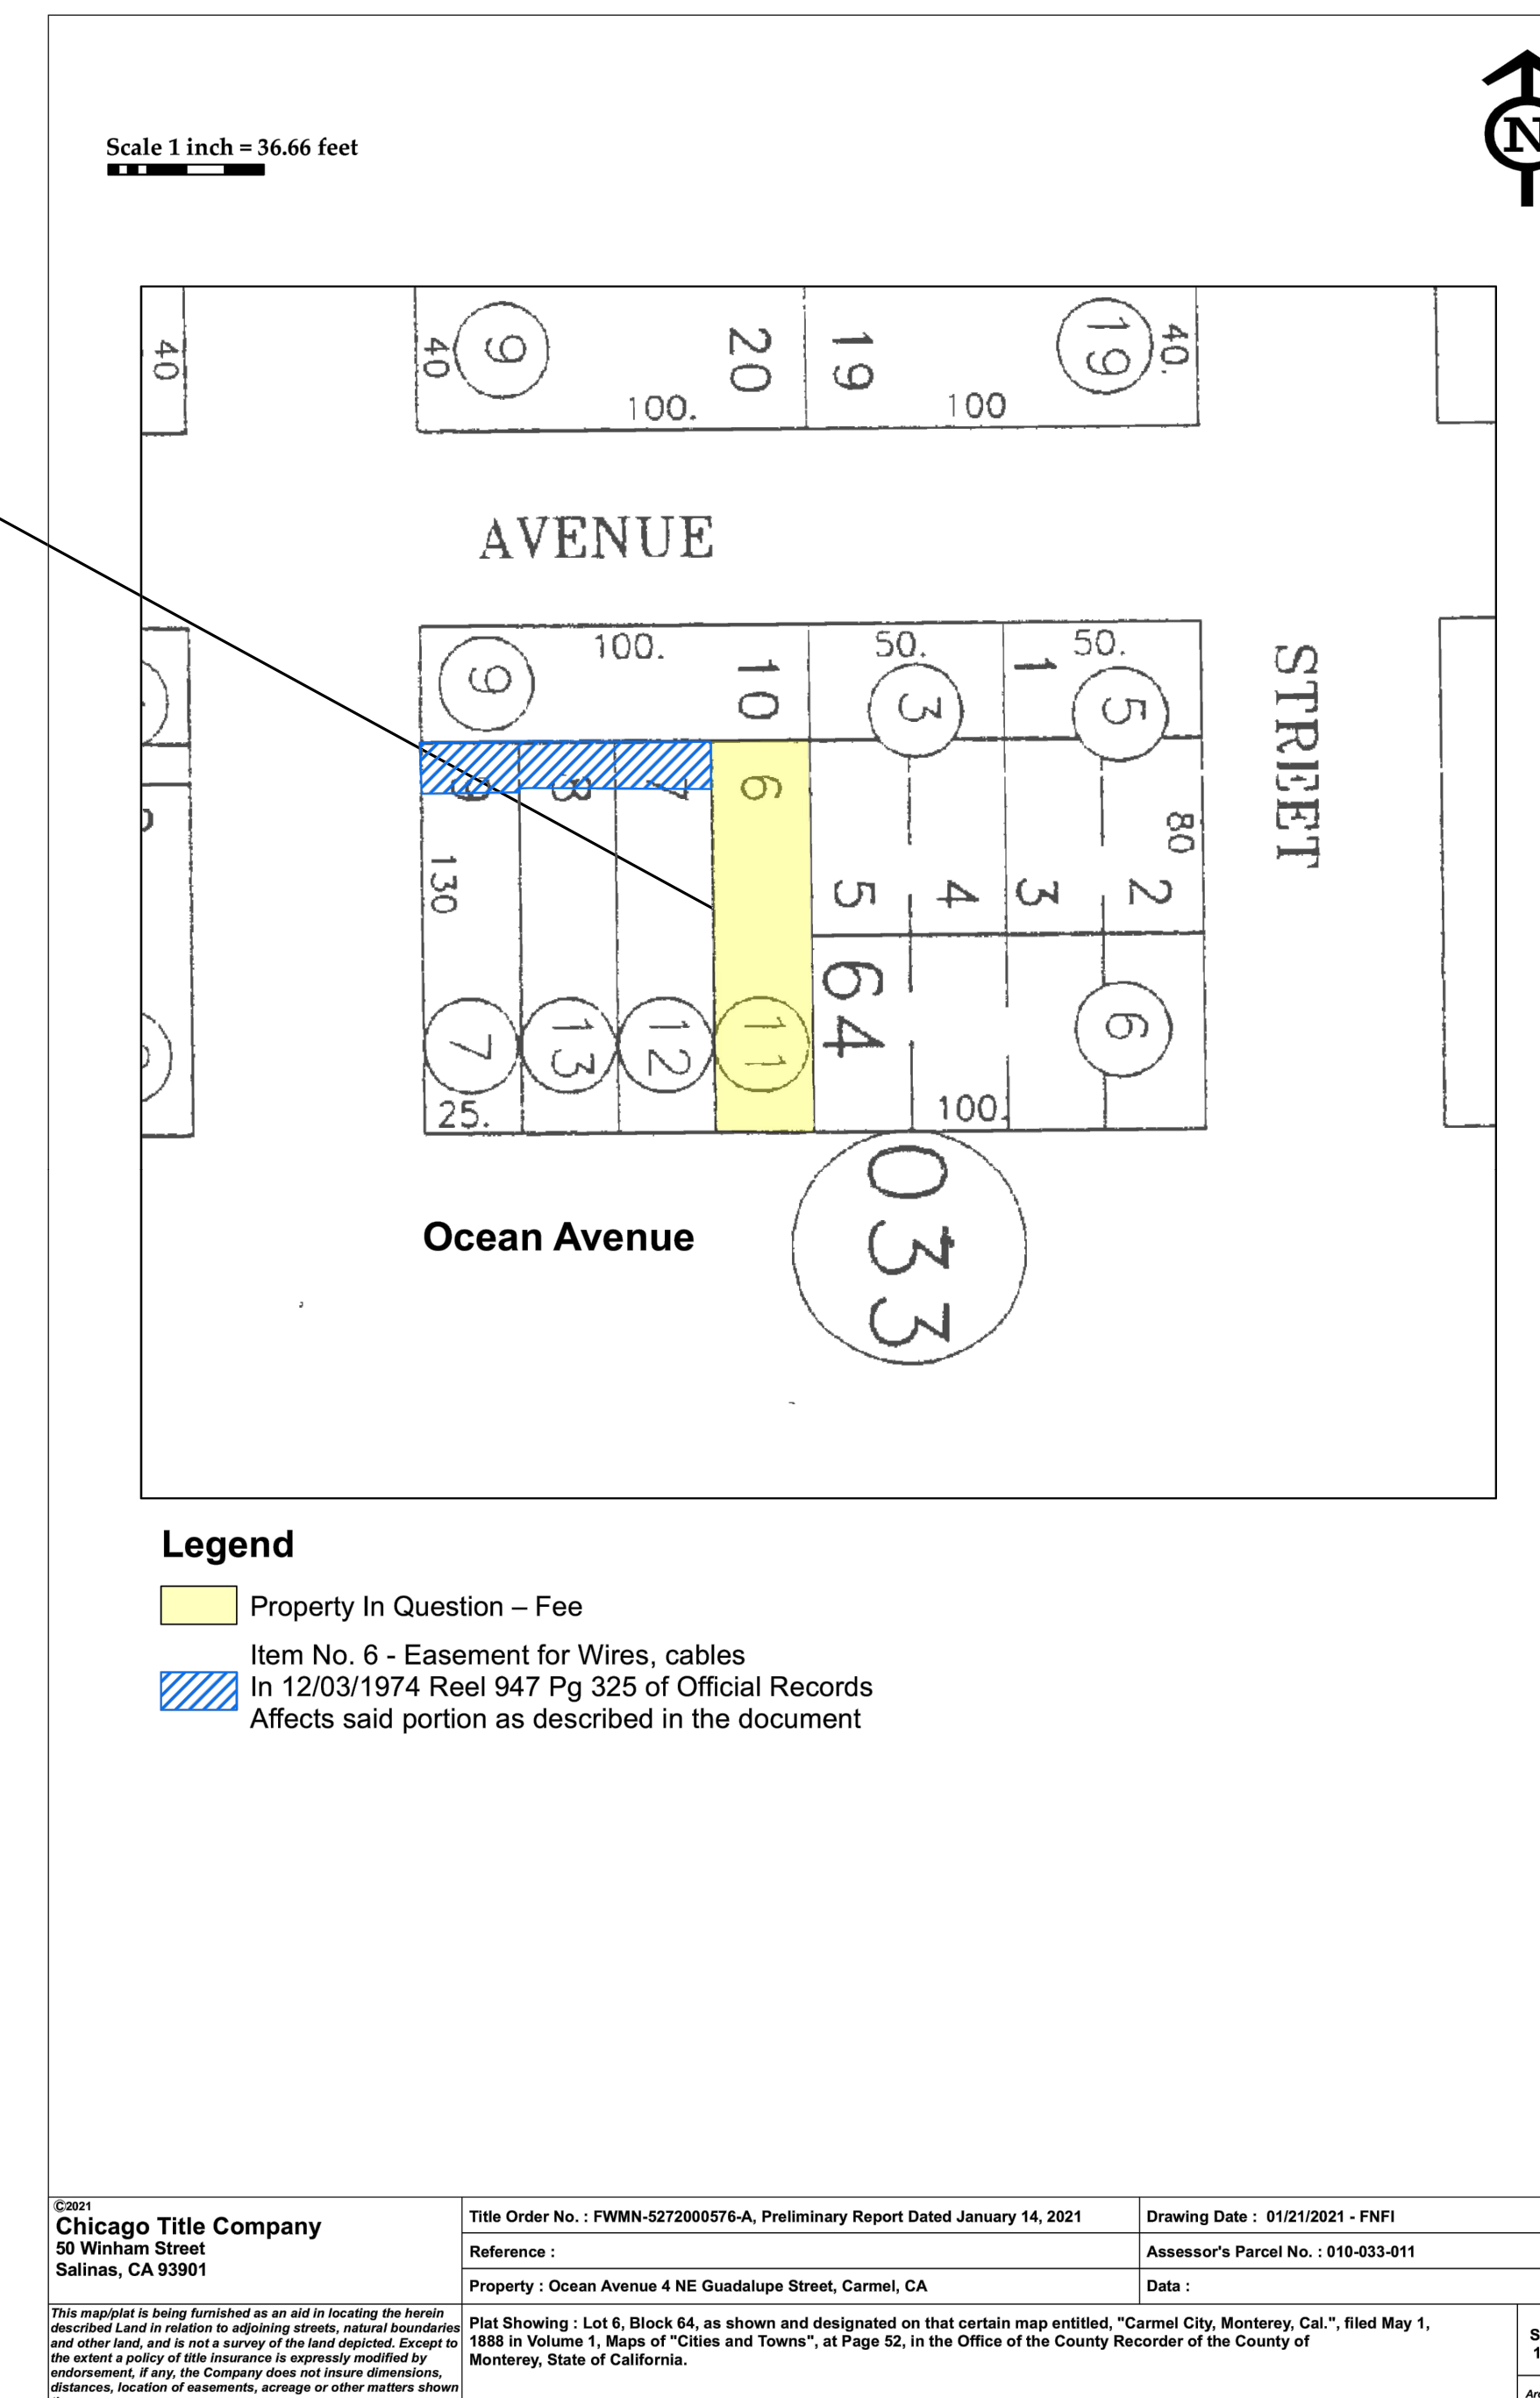 Scale 1 inch = 36.66 feet
N
40
40
9
20
19
19
40.
100.
100
AVENUE
100.
50.
50.
9
10
3
1
5
STREET
9
8
7
6
80
130
5
4
3
2
64
7
13
12
11
6
25.
100.
033
Ocean Avenue
Legend
Property In Question – Fee
Item No. 6 - Easement for Wires, cables
In 12/03/1974 Reel 947 Pg 325 of Official Records
Affects said portion as described in the document
©2021
Chicago Title Company
50 Winham Street
Salinas, CA 93901
Title Order No. : FWMN-5272000576-A, Preliminary Report Dated January 14, 2021
Drawing Date : 01/21/2021 - FNFI
Reference :
Assessor's Parcel No. : 010-033-011
Property : Ocean Avenue 4 NE Guadalupe Street, Carmel, CA
Data :
This map/plat is being furnished as an aid in locating the herein
described Land in relation to adjoining streets, natural boundaries
and other land, and is not a survey of the land depicted. Except to
the extent a policy of title insurance is expressly modified by
endorsement, if any, the Company does not insure dimensions,
distances, location of easements, acreage or other matters shown
Plat Showing : Lot 6, Block 64, as shown and designated on that certain map entitled, "Carmel City, Monterey, Cal.", filed May 1,
1888 in Volume 1, Maps of "Cities and Towns", at Page 52, in the Office of the County Recorder of the County of
Monterey, State of California.